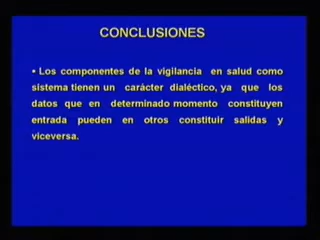 CONCLUSIONES
• Los componentes de la vigilancia en salud como
sistema tienen un carácter dialéctico, ya que los
datos que en determinado momento constituyen
entrada pueden en otros constituir salidas y
viceversa.